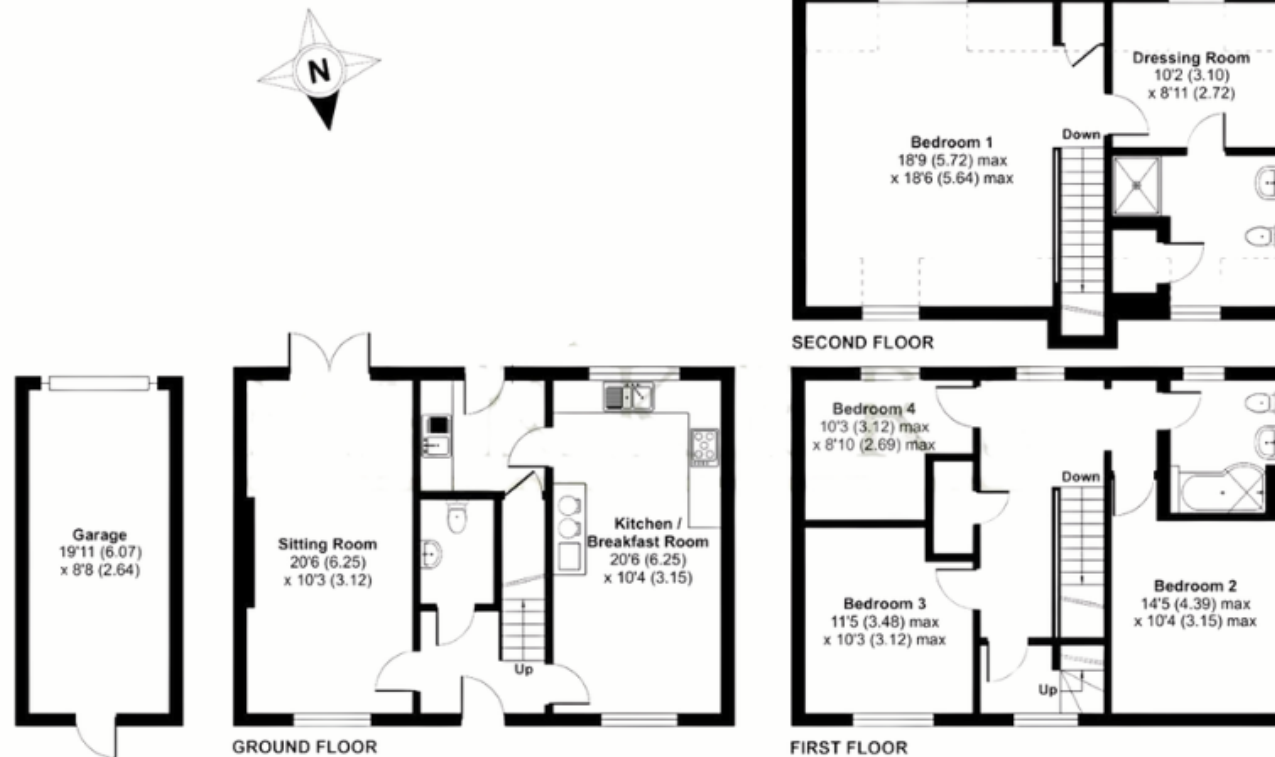 N
Dressing Room
10'2 (3.10)
x 8'11 (2.72)
Bedroom 1
18'9 (5.72) max
x 18'6 (5.64) max
Down
SECOND FLOOR
Garage
19'11 (6.07)
x 8'8 (2.64)
Sitting Room
20'6 (6.25)
x 10'3 (3.12)
Kitchen /
Breakfast Room
20'6 (6.25)
x 10'4 (3.15)
Up
GROUND FLOOR
Bedroom 4
10'3 (3.12) max
x 8'10 (2.69) max
Down
Bedroom 3
11'5 (3.48) max
x 10'3 (3.12) max
Bedroom 2
14'5 (4.39) max
x 10'4 (3.15) max
Up
FIRST FLOOR